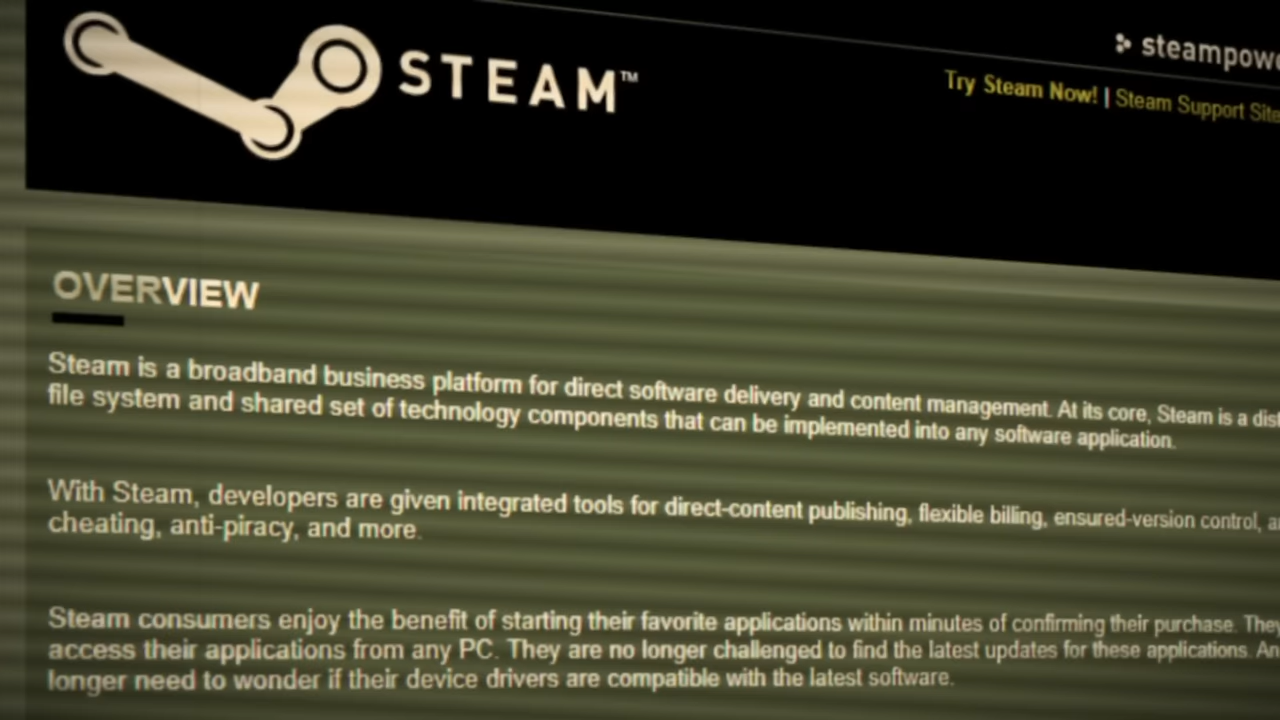 STEAM™
steampowe
Try Steam Now! | Steam Support Site
OVERVIEW
Steam is a broadband business platform for direct software delivery and content management. At its core, Steam is a dist
file system and shared set of technology components that can be implemented into any software application.
With Steam, developers are given integrated tools for direct-content publishing, flexible billing, ensured-version control, a
cheating, anti-piracy, and more.
Steam consumers enjoy the benefit of starting their favorite applications within minutes of confirming their purchase. They
access their applications from any PC. They are no longer challenged to find the latest updates for these applications. An
longer need to wonder if their device drivers are compatible with the latest software.